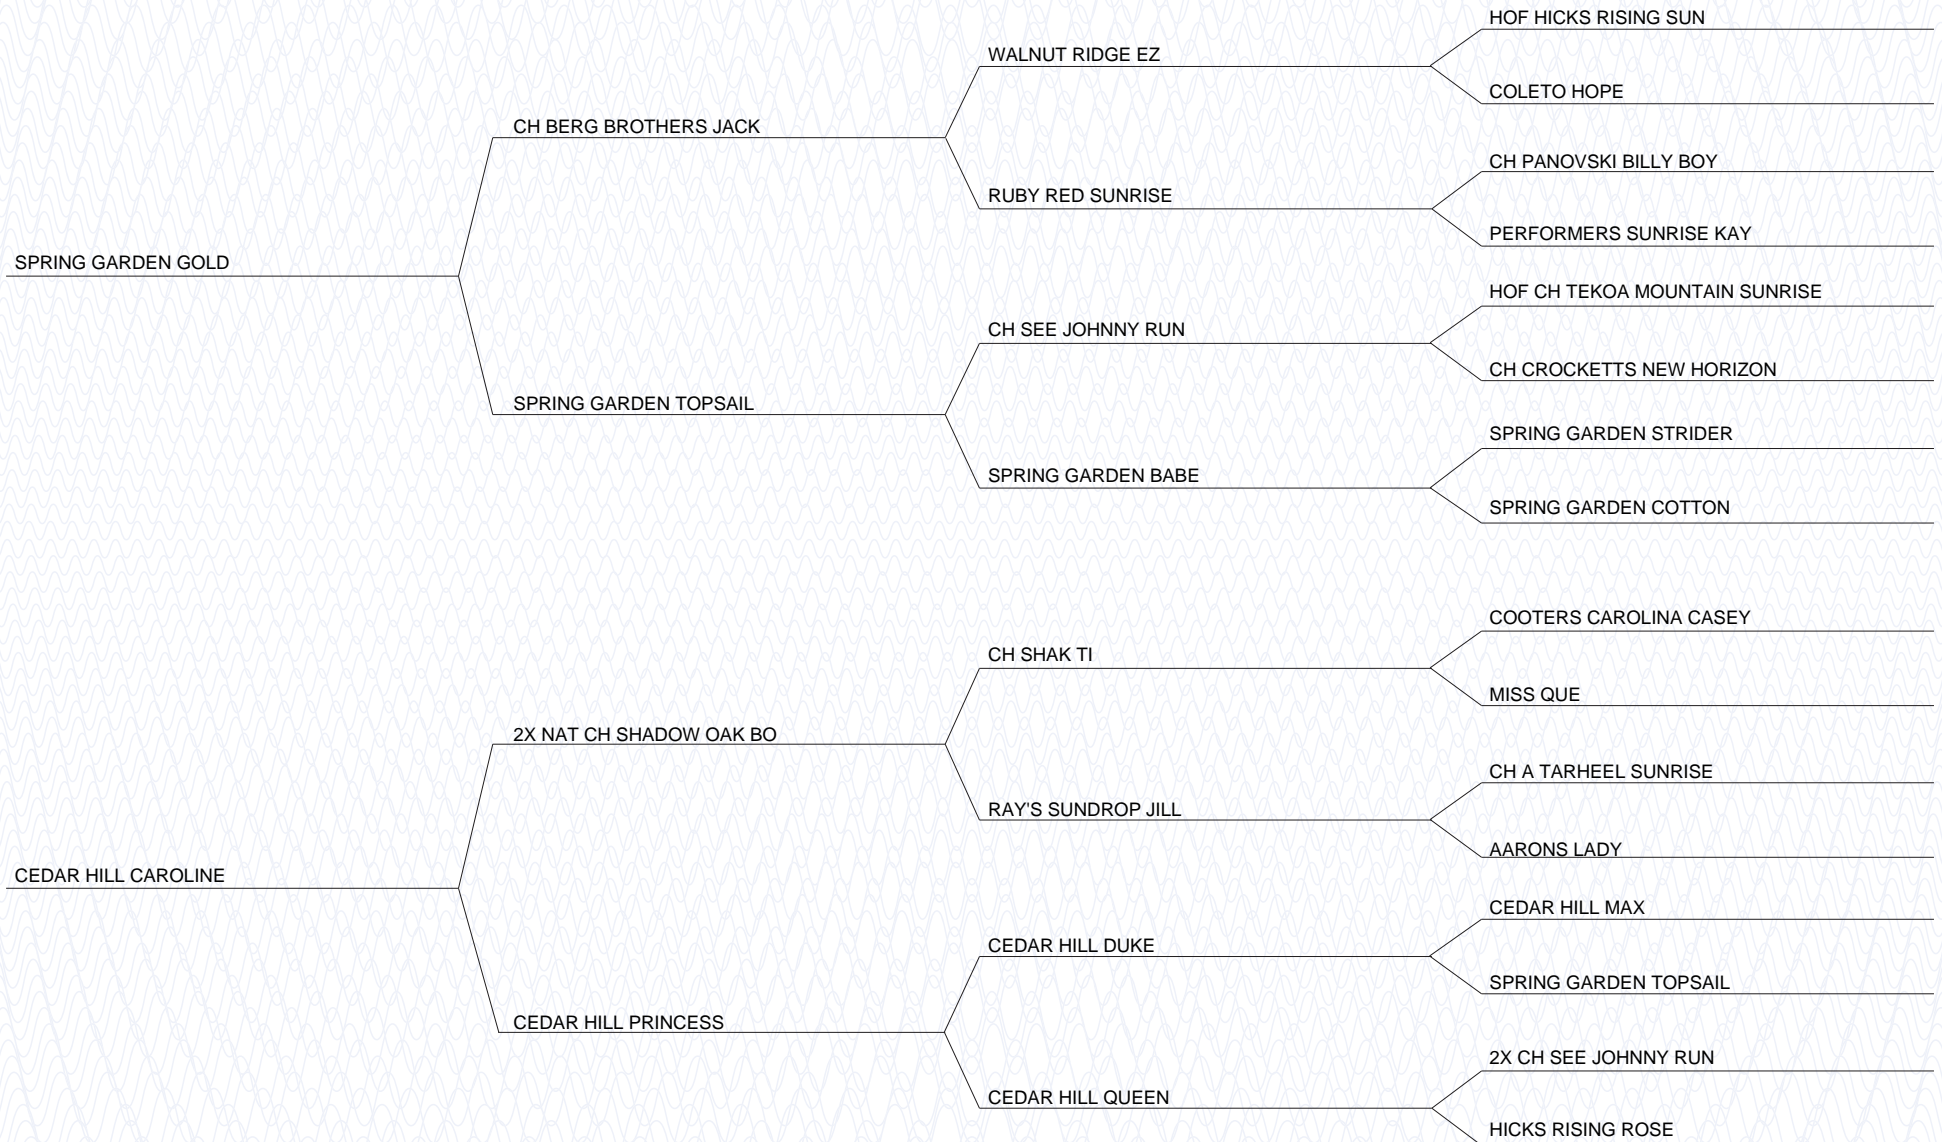 HOF HICKS RISING SUN
WALNUT RIDGE EZ
COLETO HOPE
CH BERG BROTHERS JACK
CH PANOVSKI BILLY BOY
RUBY RED SUNRISE
PERFORMERS SUNRISE KAY
SPRING GARDEN GOLD
HOF CH TEKOA MOUNTAIN SUNRISE
CH SEE JOHNNY RUN
CH CROCKETTS NEW HORIZON
SPRING GARDEN TOPSAIL
SPRING GARDEN STRIDER
SPRING GARDEN BABE
SPRING GARDEN COTTON
COOTERS CAROLINA CASEY
CH SHAK TI
MISS QUE
2X NAT CH SHADOW OAK BO
CH A TARHEEL SUNRISE
RAY'S SUNDROP JILL
AARONS LADY
CEDAR HILL CAROLINE
CEDAR HILL MAX
CEDAR HILL DUKE
SPRING GARDEN TOPSAIL
CEDAR HILL PRINCESS
2X CH SEE JOHNNY RUN
CEDAR HILL QUEEN
HICKS RISING ROSE